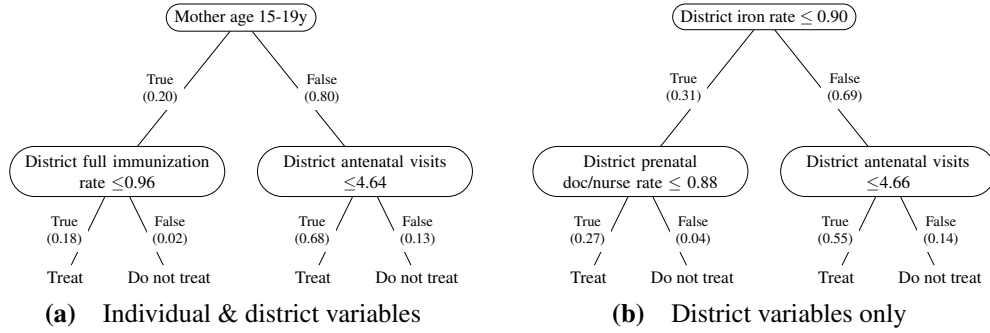 Mother age 15-19y
True
(0.20)
False
(0.80)
District full immunization
rate ≤0.96
District antenatal visits
≤4.64
True
(0.18)
False
(0.02)
True
(0.68)
False
(0.13)
Treat
Do not treat
Treat
Do not treat
(a) Individual & district variables
District iron rate ≤ 0.90
True
(0.31)
False
(0.69)
District prenatal
doc/nurse rate ≤ 0.88
District antenatal visits
≤4.66
True
(0.27)
False
(0.04)
True
(0.55)
False
(0.14)
Treat
Do not treat
Treat
Do not treat
(b) District variables only